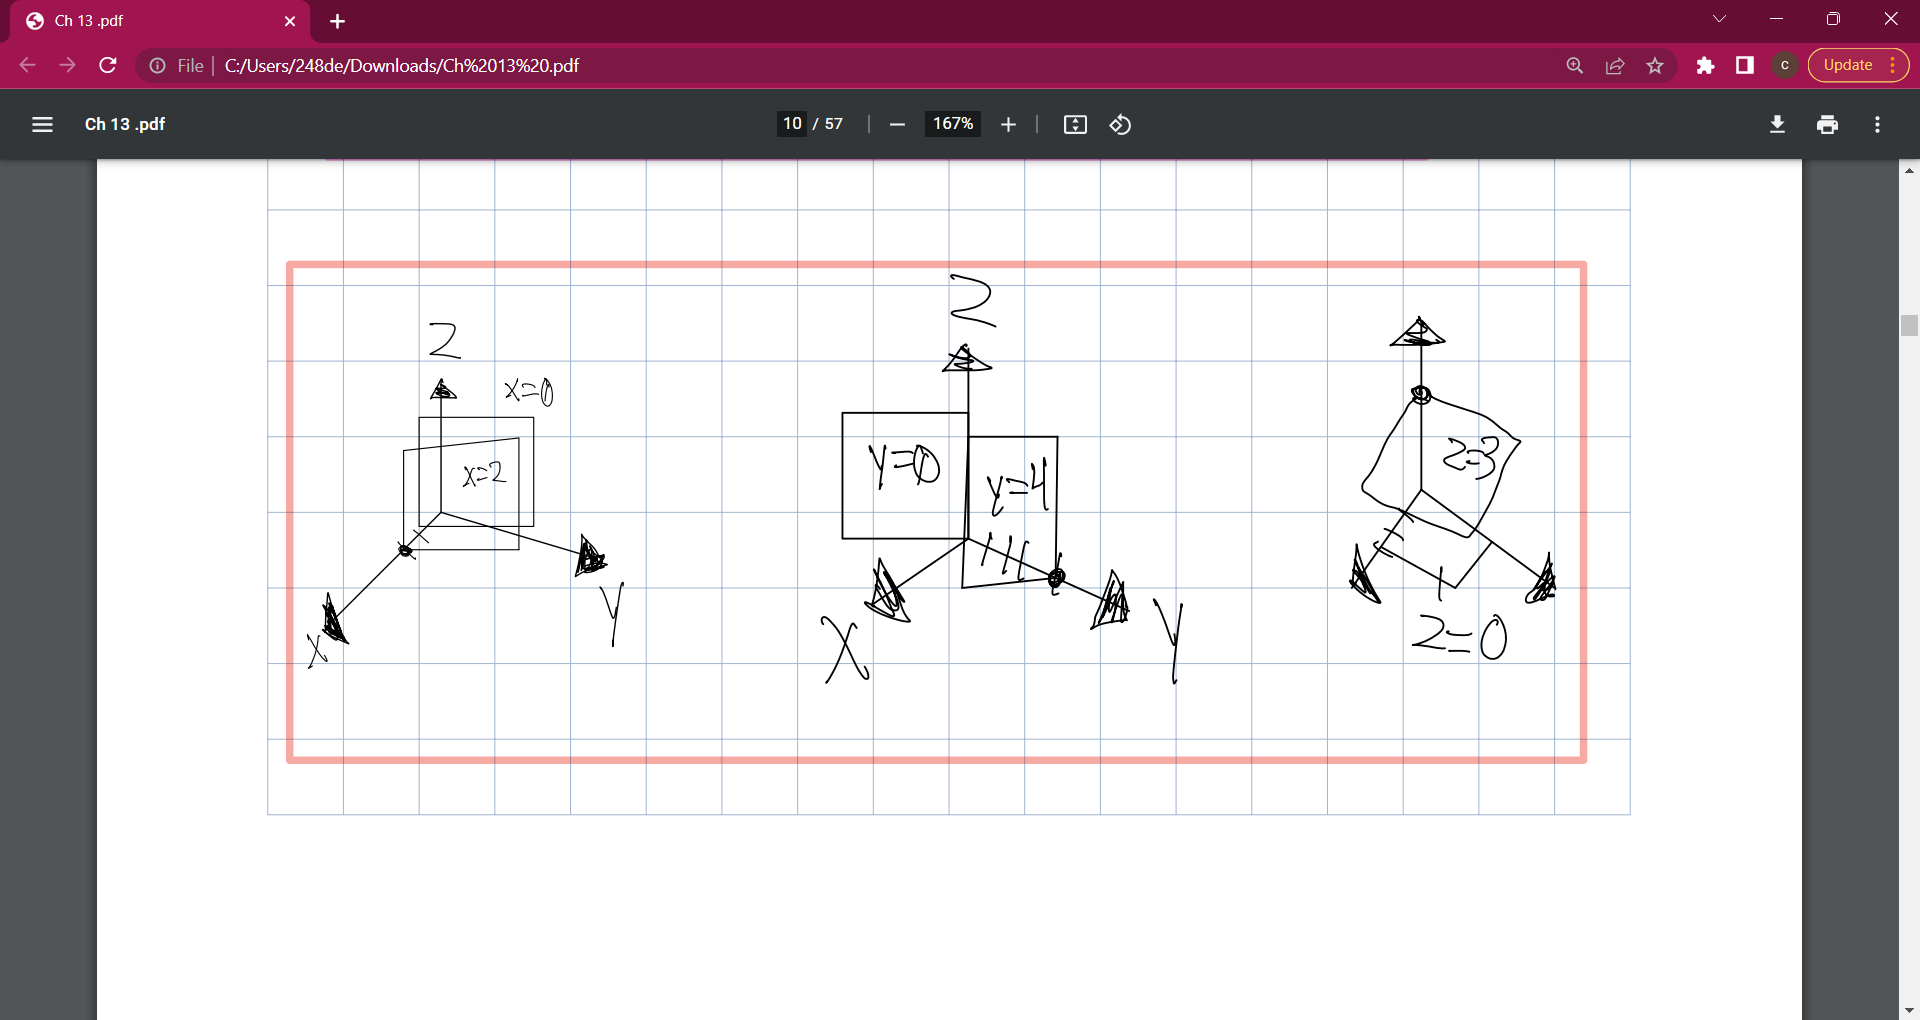 Ch 13 .pdf
File
C:/Users/248de/Downloads/Ch%2013%20.pdf
C
Update
Ch 13 .pdf
10 / 57
167%
Z
x=0
x=2
X
Y
Z
Y=0
y=4
X
Y
z=3
z=0